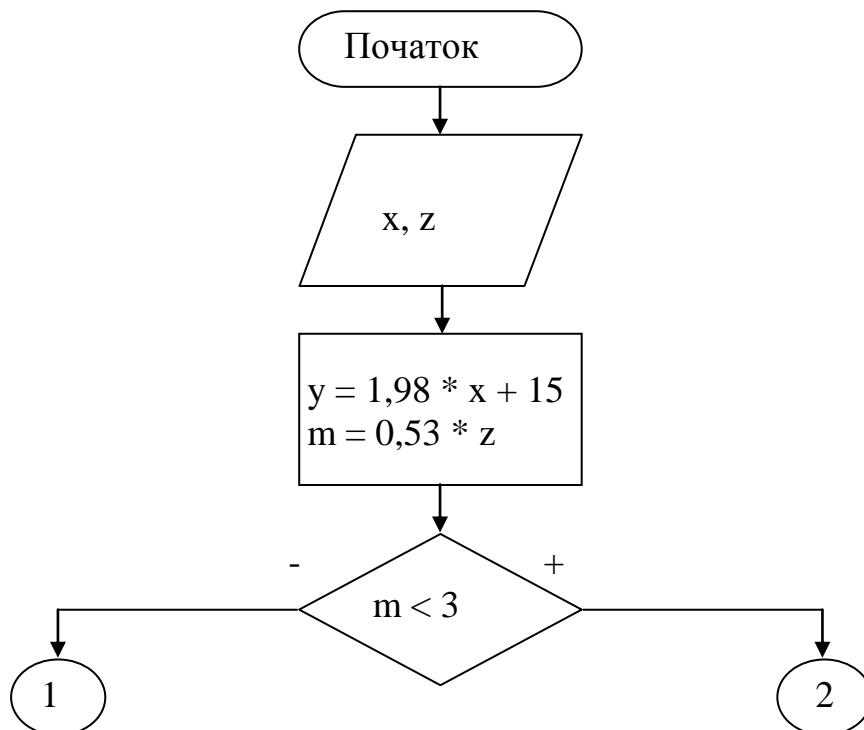 Початок
x, z
y = 1,98 * x + 15
m = 0,53 * z
- +
m < 3
1 2